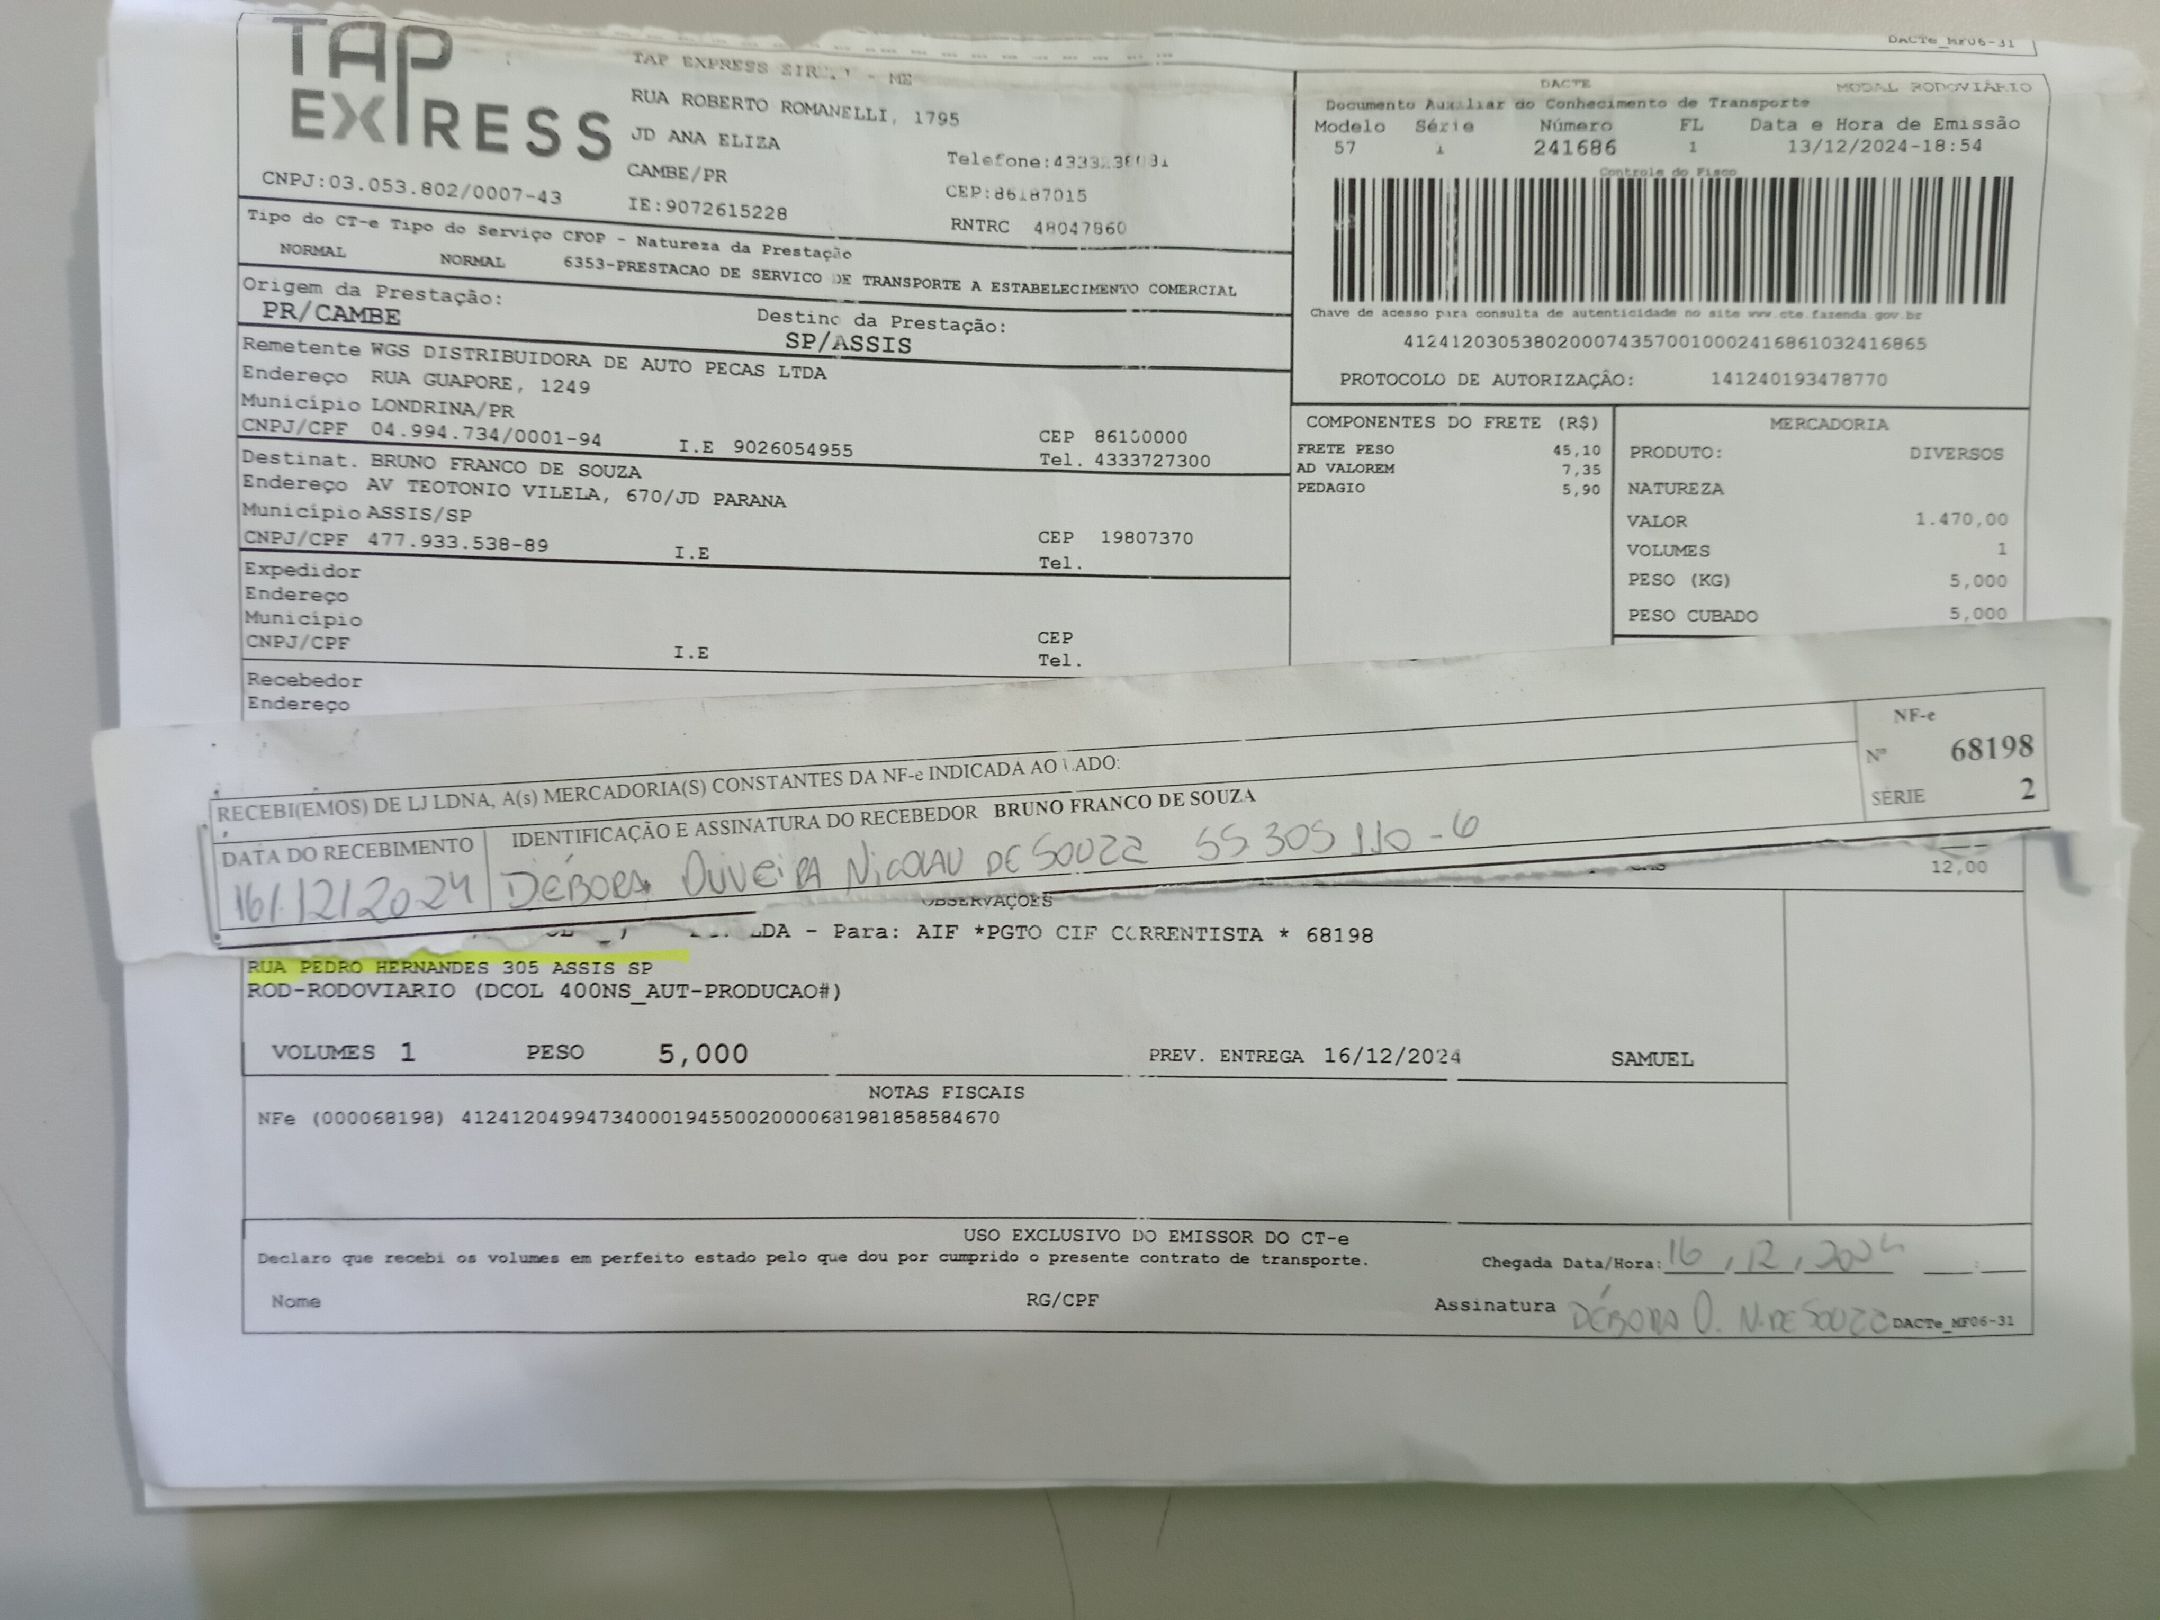 DACTe_MF06-31
TAP
EXPRESS
TAP EXPRESS - ME
RUA ROBERTO ROMANELLI, 1795
JD ANA ELIZA
CAMBE/PR
CEP:86187015
CNPJ:03.053.802/0007-43
IE:9072615228
RNTRC 48047860
DACTE
MODAL RODOVIÁRIO
Documento Auxiliar do Conhecimento de Transporte
Modelo Série Número FL Data e Hora de Emissão
57 1 241686 1 13/12/2024-18:54
Controle do Fisco
Chave de acesso para consulta de autenticidade no site www.cte.fazenda.gov.br
41241203053802000743570010002416861032416865
PROTOCOLO DE AUTORIZAÇÃO: 141240193478770
Tipo do CT-e Tipo do Serviço CFOP - Natureza da Prestação
NORMAL NORMAL 6353-PRESTACAO DE SERVICO DE TRANSPORTE A ESTABELECIMENTO COMERCIAL
Origem da Prestação:
PR/CAMBE
Destino da Prestação:
SP/ASSIS
Remetente WGS DISTRIBUIDORA DE AUTO PECAS LTDA
Endereço RUA GUAPORE, 1249
Município LONDRINA/PR
CEP 86100000
CNPJ/CPF 04.994.734/0001-94 I.E 9026054955 Tel. 4333727300
Destinat. BRUNO FRANCO DE SOUZA
Endereço AV TEOTONIO VILELA, 670/JD PARANA
Município ASSIS/SP
CEP 19807370
CNPJ/CPF 477.933.538-89 I.E Tel.
Expedidor
Endereço
Município
CEP
CNPJ/CPF I.E Tel.
Recebedor
Endereço
COMPONENTES DO FRETE (R$)
FRETE PESO 45,10
AD VALOREM 7,35
PEDAGIO 5,90
MERCADORIA
PRODUTO: DIVERSOS
NATUREZA
VALOR 1.470,00
VOLUMES 1
PESO (KG) 5,000
PESO CUBADO 5,000
RECEBI(EMOS) DE LJ LDNA, A(s) MERCADORIA(S) CONSTANTES DA NF-e INDICADA AO LADO:
NF-e
Nº 68198
SÉRIE 2
DATA DO RECEBIMENTO
16/12/2024
IDENTIFICAÇÃO E ASSINATURA DO RECEBEDOR BRUNO FRANCO DE SOUZA
DÉBORA OLIVEIRA NICOLAU DE SOUZA 55 305 110-6
12,00
OBSERVAÇOES
LDA - Para: AIF *PGTO CIF CORRENTISTA * 68198
RUA PEDRO HERNANDES 305 ASSIS SP
ROD-RODOVIARIO (DCOL 400NS_AUT-PRODUCAO#)
VOLUMES 1 PESO 5,000 PREV. ENTREGA 16/12/2024 SAMUEL
NOTAS FISCAIS
NFe (000068198) 41241204994734000194550020000681981858584670
USO EXCLUSIVO DO EMISSOR DO CT-e
Declaro que recebi os volumes em perfeito estado pelo que dou por cumprido o presente contrato de transporte.
Chegada Data/Hora: 16, 12, 2024 __:__
Nome RG/CPF Assinatura DÉBORA O. N. DE SOUZA
DACTe_MF06-31